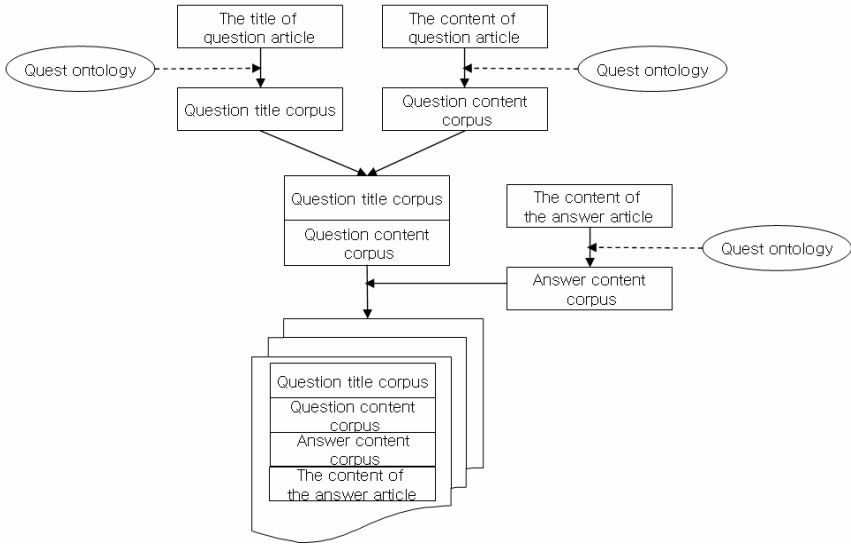 The title of
question article
The content of
question article
Quest ontology
Quest ontology
Question title corpus
Question content
corpus
Question title corpus
Question content
corpus
The content of
the answer article
Quest ontology
Answer content
corpus
Question title corpus
Question content
corpus
Answer content
corpus
The content of
the answer article